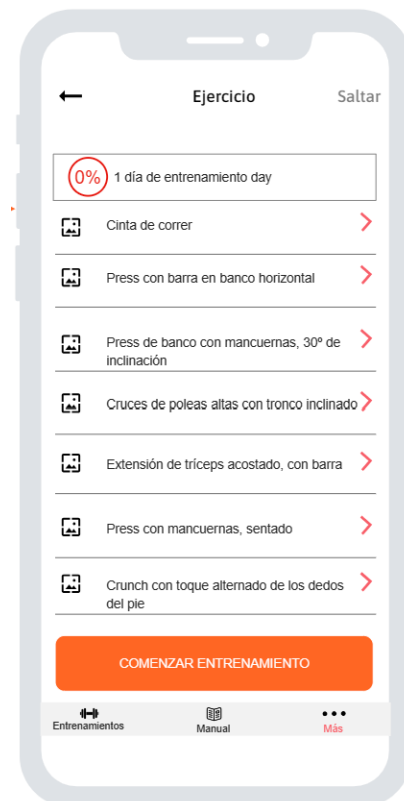 Ejercicio
Saltar
0%
1 día de entrenamiento day
Cinta de correr
Press con barra en banco horizontal
Press de banco con mancuernas, 30º de
inclinación
Cruces de poleas altas con tronco inclinado
Extensión de tríceps acostado, con barra
Press con mancuernas, sentado
Crunch con toque alternado de los dedos
del pie
COMENZAR ENTRENAMIENTO
Entrenamientos
Manual
Más